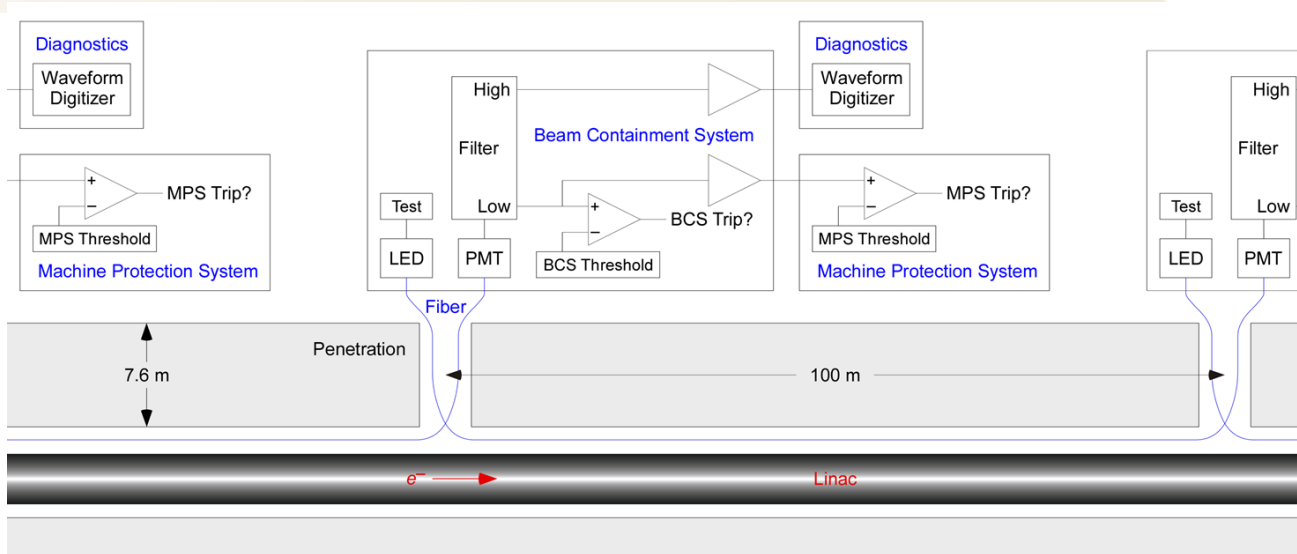 Diagnostics
Waveform
Digitizer
+
−
MPS Trip?
MPS Threshold
Machine Protection System
High
Filter
Low
Beam Containment System
Test
LED
PMT
+
−
BCS Trip?
BCS Threshold
Diagnostics
Waveform
Digitizer
+
−
MPS Trip?
MPS Threshold
Machine Protection System
High
Filter
Low
Test
LED
PMT
Fiber
Penetration
7.6 m
100 m
e⁻
Linac